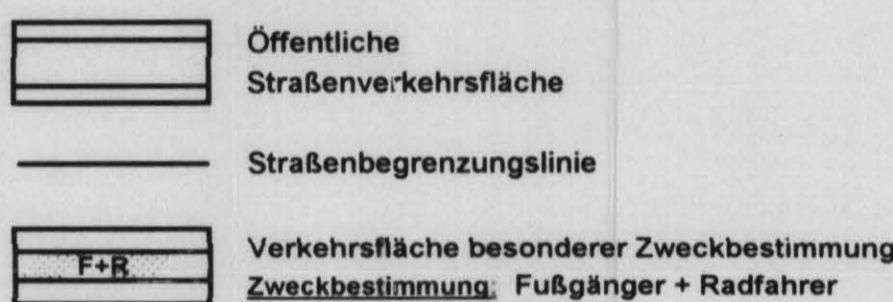 Öffentliche
Straßenverkehrsfläche
Straßenbegrenzungslinie
F+R
Verkehrsfläche besonderer Zweckbestimmung
Zweckbestimmung: Fußgänger + Radfahrer